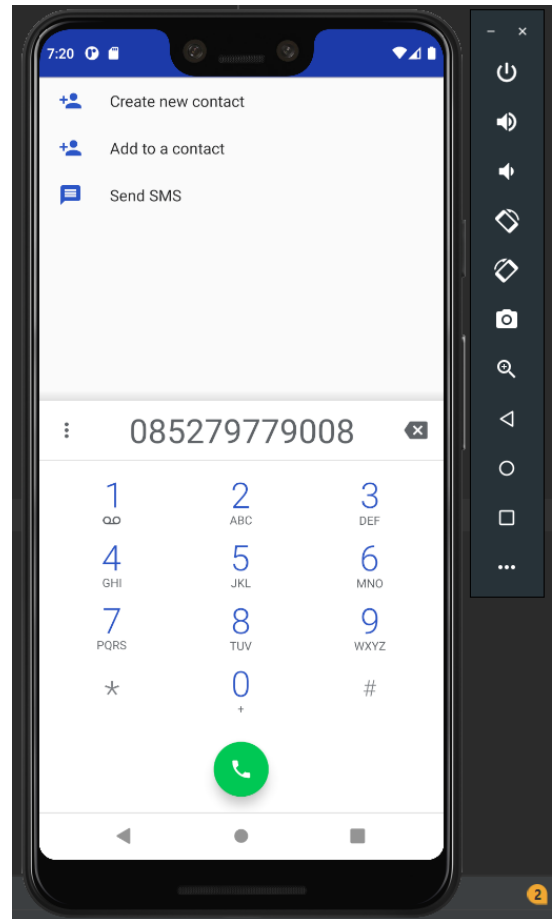 7:20
Create new contact
Add to a contact
Send SMS
085279779008
1 2 3
ABC DEF
4 5 6
GHI JKL MNO
7 8 9
PQRS TUV WXYZ
* 0 #
+
2